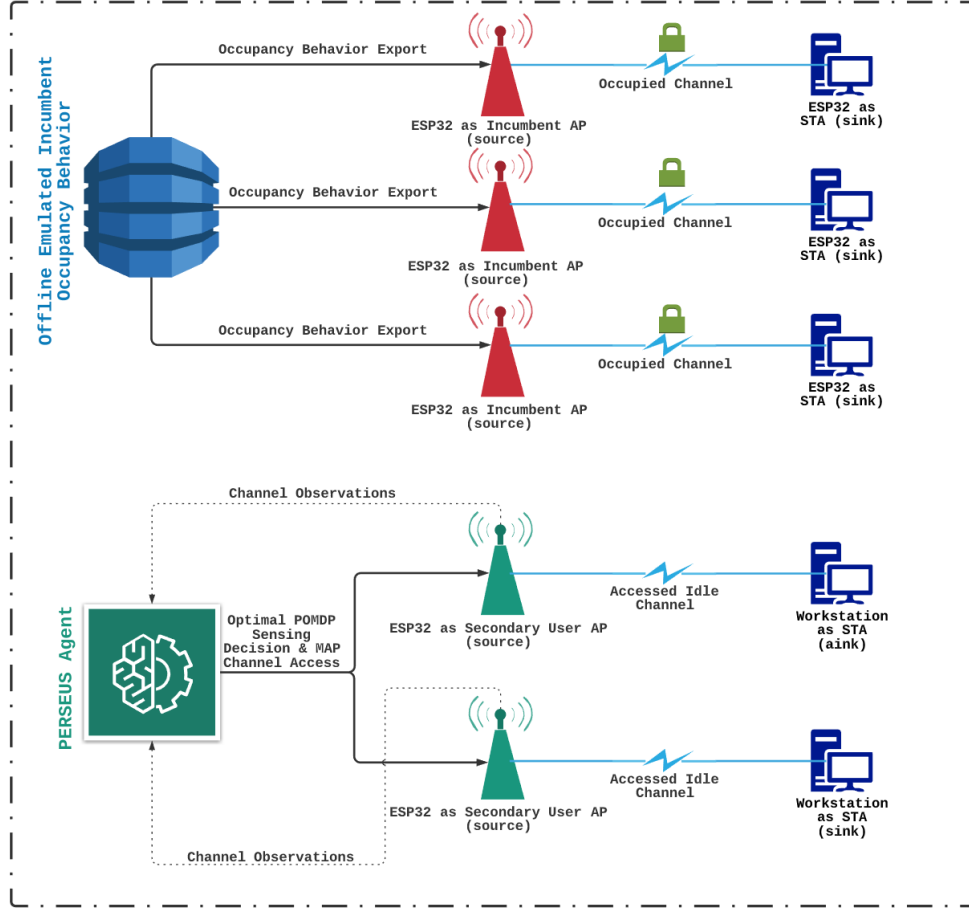 Offline Emulated Incumbent
Occupancy Behavior
Occupancy Behavior Export
ESP32 as Incumbent AP
(source)
Occupied Channel
ESP32 as
STA (sink)
Occupancy Behavior Export
ESP32 as Incumbent AP
(source)
Occupied Channel
ESP32 as
STA (sink)
Occupancy Behavior Export
ESP32 as Incumbent AP
(source)
Occupied Channel
ESP32 as
STA (sink)
PERSEUS Agent
Channel Observations
Optimal POMDP
Sensing
Decision & MAP
Channel Access
ESP32 as Secondary User AP
(source)
Accessed Idle
Channel
Workstation
as STA
(aink)
ESP32 as Secondary User AP
(source)
Accessed Idle
Channel
Workstation
as STA
(sink)
Channel Observations